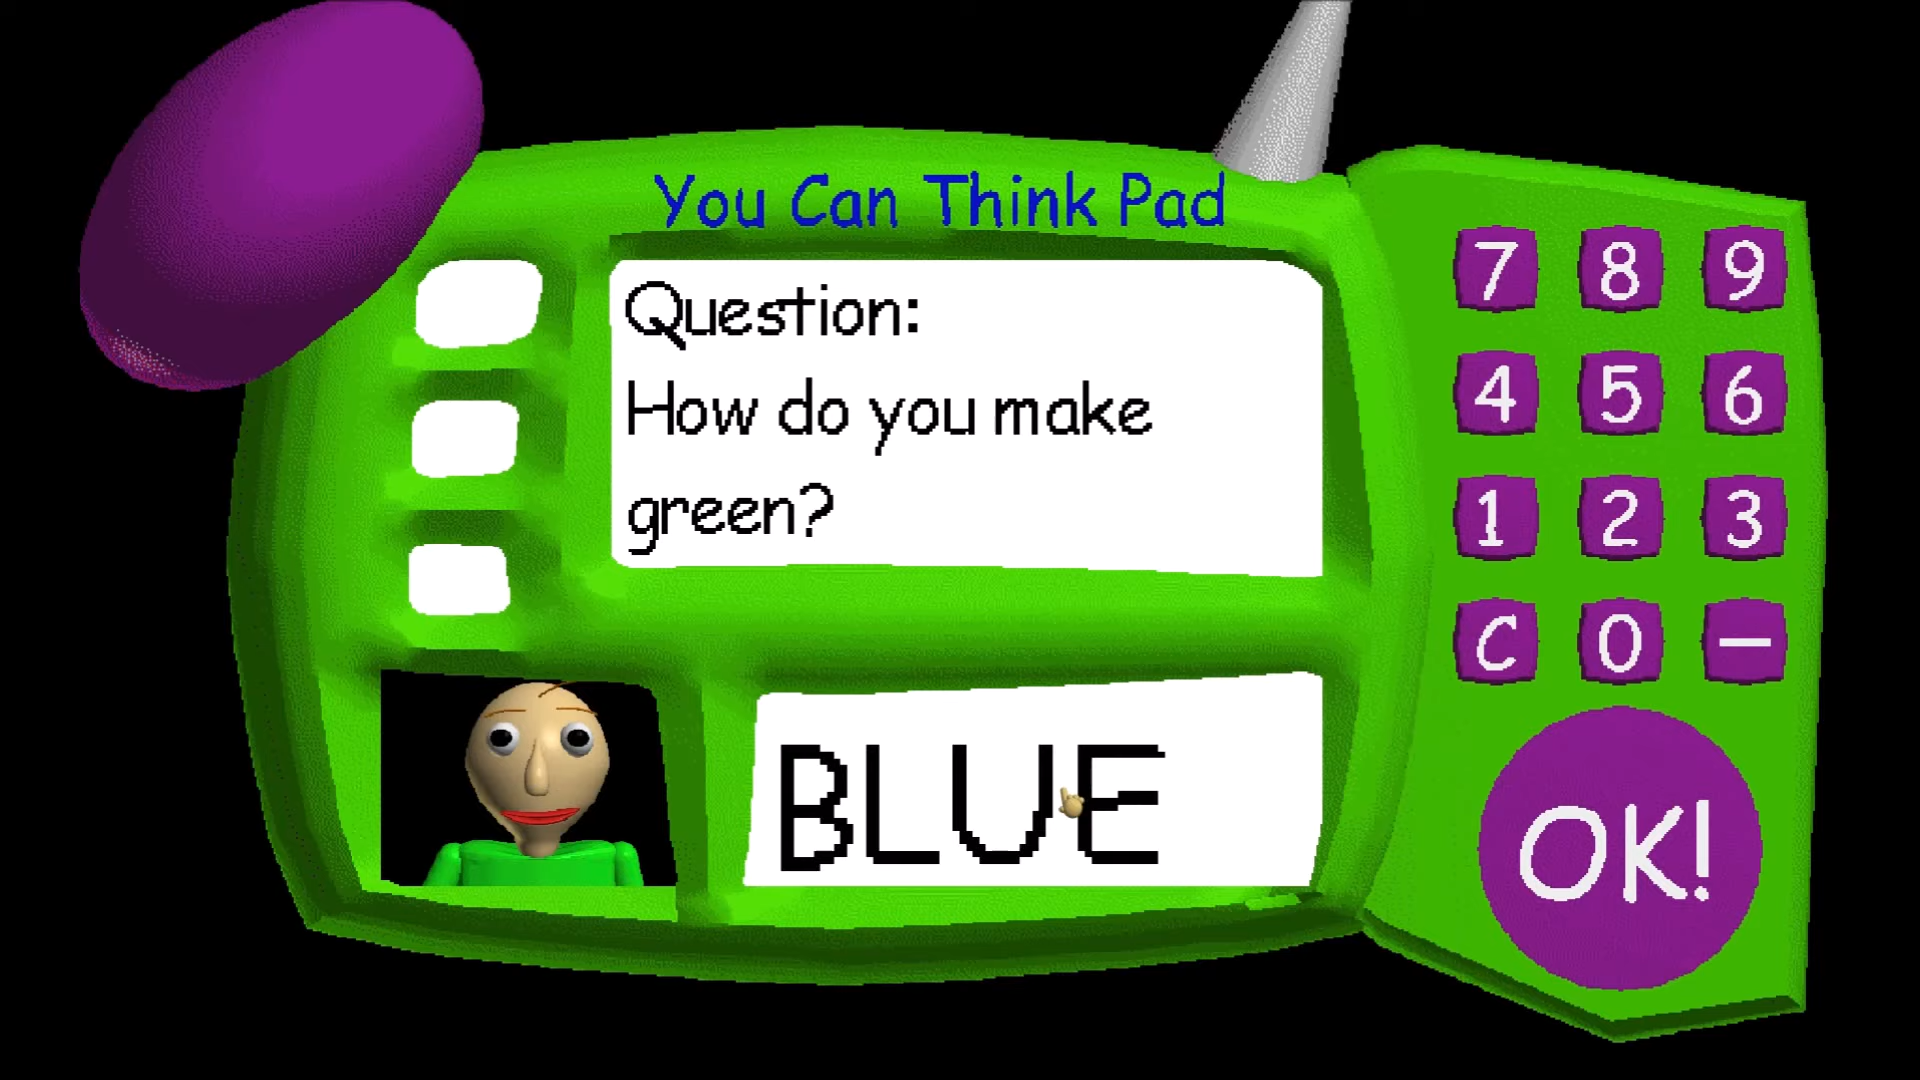 You Can Think Pad
Question:
How do you make
green?
BLUE
7 8 9
4 5 6
1 2 3
C 0 —
OK!